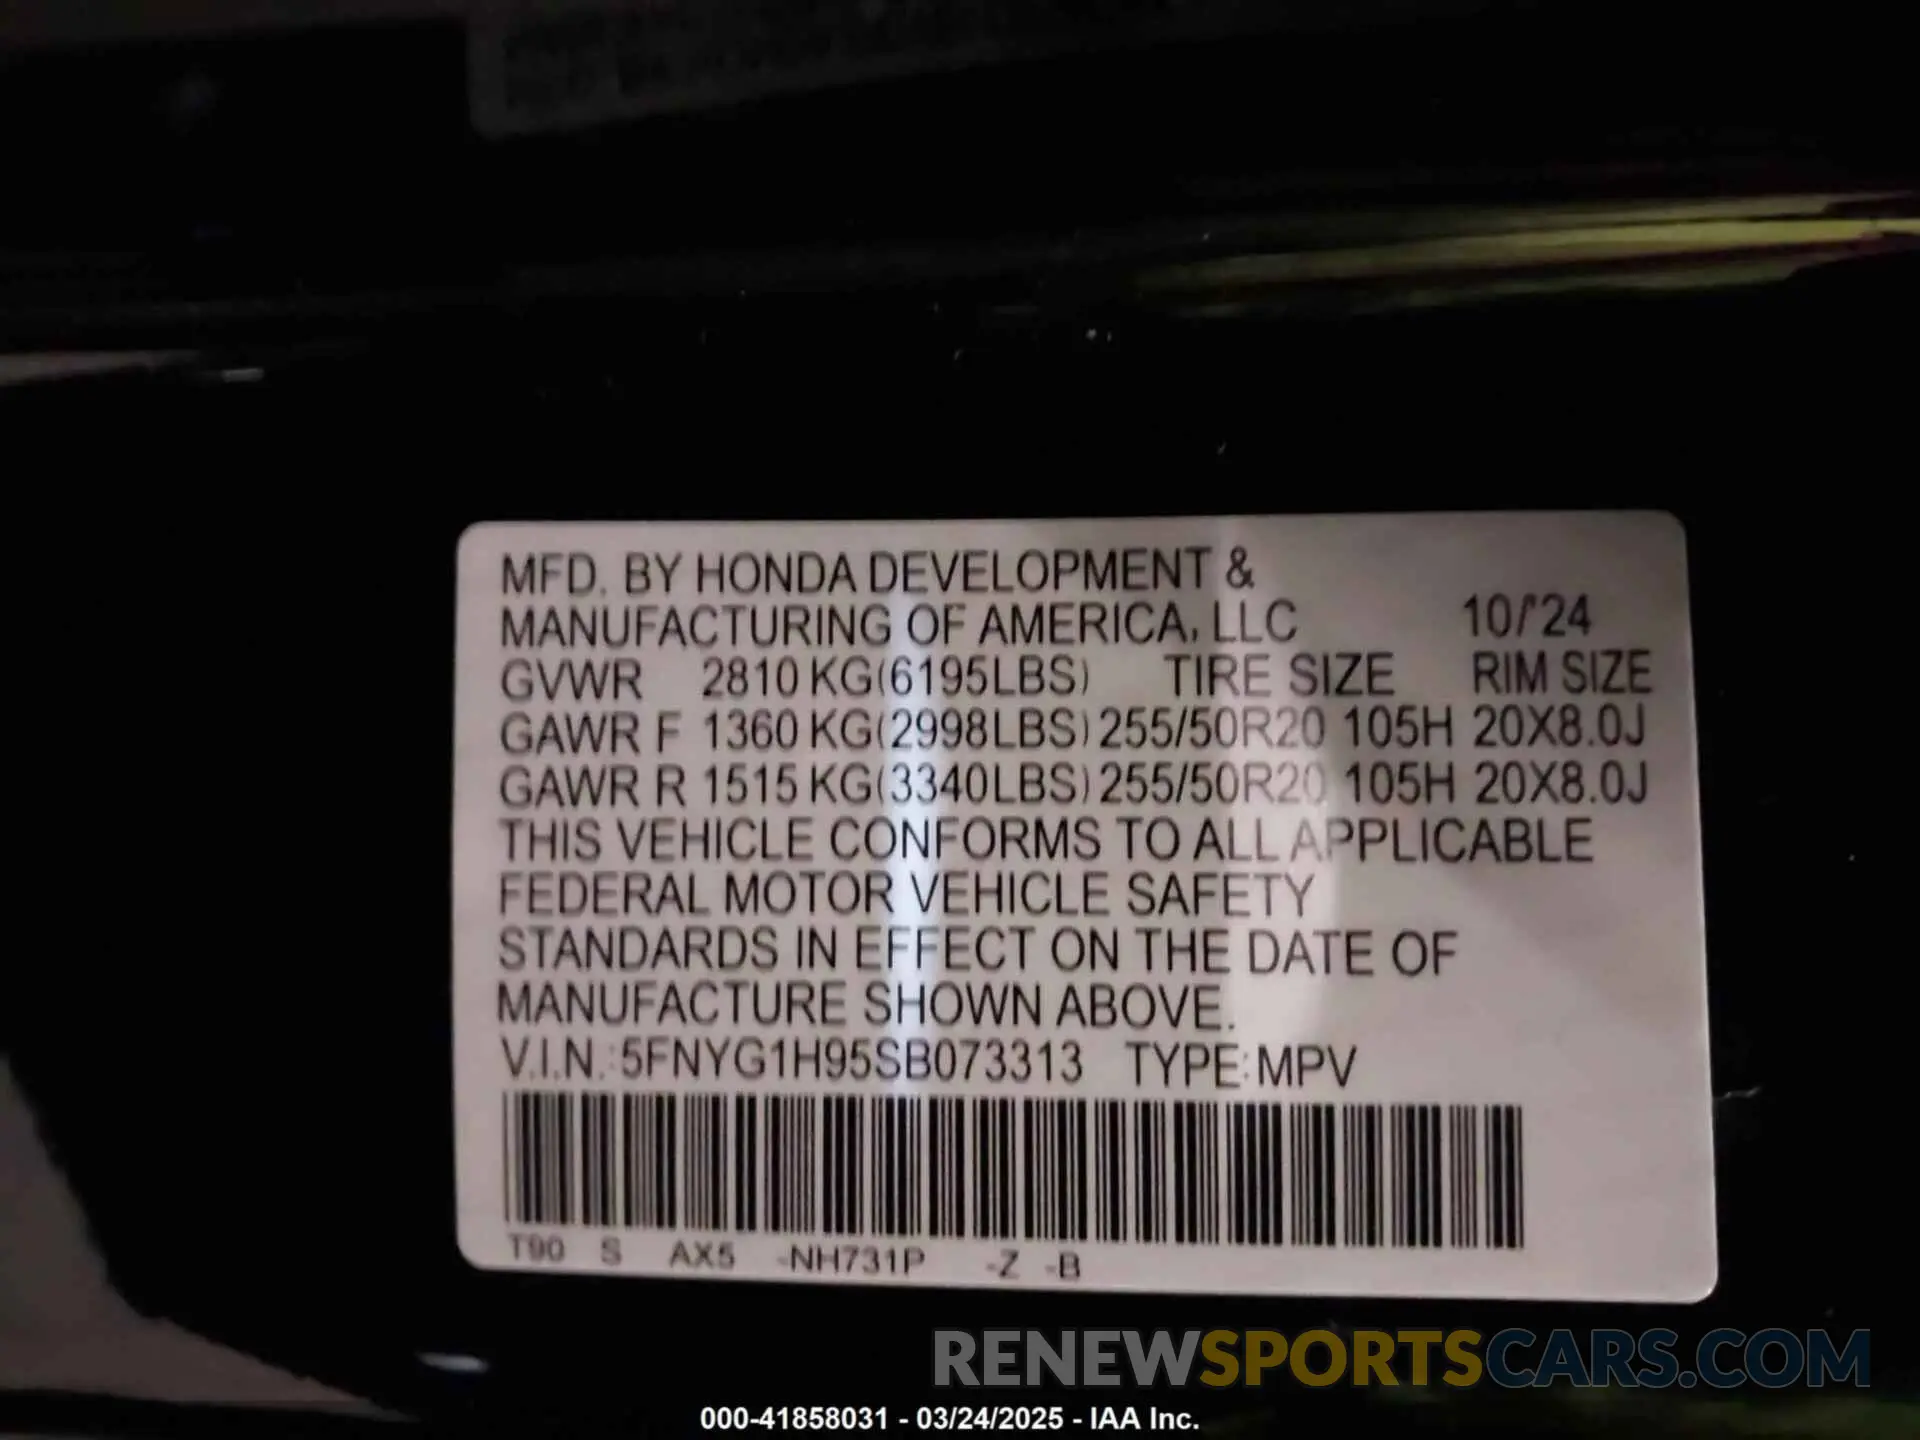 MFD. BY HONDA DEVELOPMENT &
MANUFACTURING OF AMERICA, LLC 10/'24
GVWR 2810 KG(6195LBS) TIRE SIZE RIM SIZE
GAWR F 1360 KG(2998LBS) 255/50R20 105H 20X8.0J
GAWR R 1515 KG(3340LBS) 255/50R20 105H 20X8.0J
THIS VEHICLE CONFORMS TO ALL APPLICABLE
FEDERAL MOTOR VEHICLE SAFETY
STANDARDS IN EFFECT ON THE DATE OF
MANUFACTURE SHOWN ABOVE.
V.I.N.: 5FNYG1H95SB073313 TYPE: MPV
T90 S AX5 -NH731P -Z -B
RENEWSPORTSCARS.COM
000-41858031 - 03/24/2025 - IAA Inc.